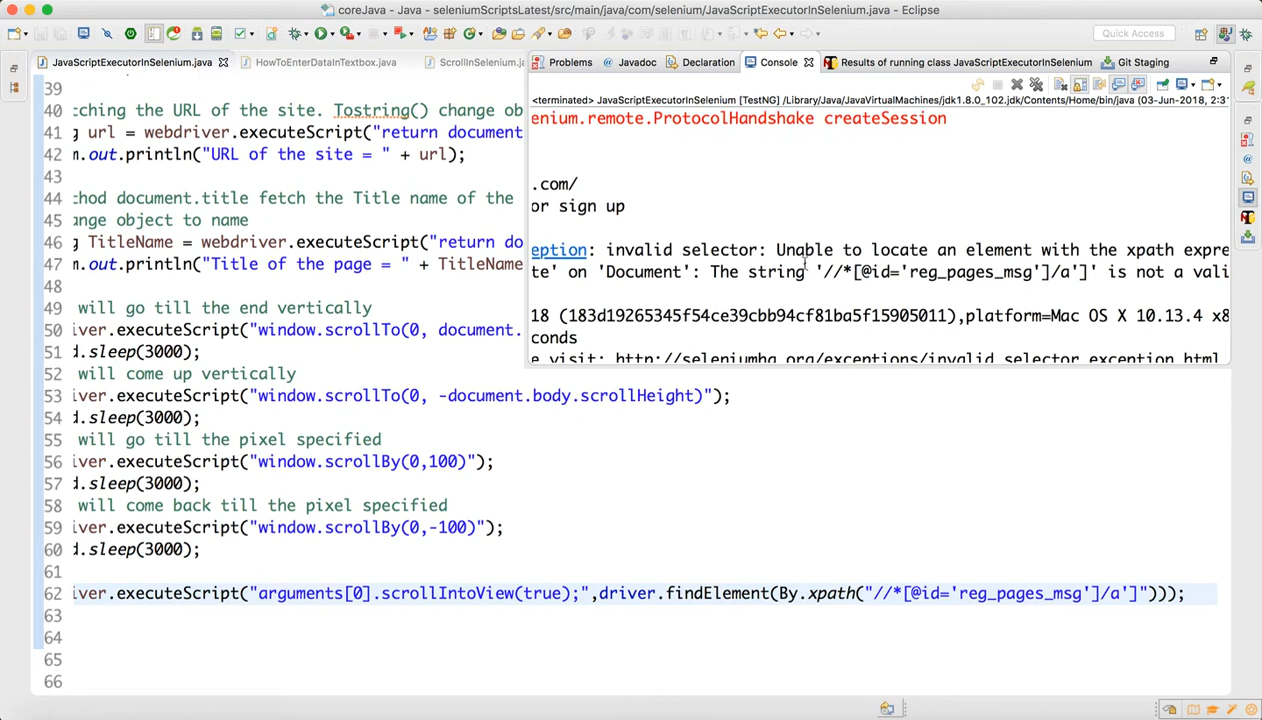 coreJava - Java - seleniumScriptsLatest/src/main/java/com/selenium/JavaScriptExecutorInSelenium.java - Eclipse
Quick Access
JavaScriptExecutorInSelenium.java
HowToEnterDataInTextbox.java
ScrollInSelenium.
Problems
Javadoc
Declaration
Console
Results of running class JavaScriptExecutorInSelenium
Git Staging
<terminated> JavaScriptExecutorInSelenium [TestNG] /Library/Java/JavaVirtualMachines/jdk1.8.0_102.jdk/Contents/Home/bin/java (03-Jun-2018, 2:3
enium.remote.ProtocolHandshake createSession
.com/
or sign up
eption: invalid selector: Unable to locate an element with the xpath expre
te' on 'Document': The string '//*[@id='reg_pages_msg']/a']' is not a vali
18 (183d19265345f54ce39cbb94cf81ba5f15905011),platform=Mac OS X 10.13.4 x8
conds
e visit: http://seleniumhq.org/exceptions/invalid_selector_exception.html
39
40 ching the URL of the site. Tostring() change ob
41 g url = webdriver.executeScript("return document
42 m.out.println("URL of the site = " + url);
43
44 thod document.title fetch the Title name of the
45 ange object to name
46 g TitleName = webdriver.executeScript("return do
47 m.out.println("Title of the page = " + TitleName
48
49 will go till the end vertically
50 iver.executeScript("window.scrollTo(0, document.
51 d.sleep(3000);
52 will come up vertically
53 iver.executeScript("window.scrollTo(0, -document.body.scrollHeight)");
54 d.sleep(3000);
55 will go till the pixel specified
56 iver.executeScript("window.scrollBy(0,100)");
57 d.sleep(3000);
58 will come back till the pixel specified
59 iver.executeScript("window.scrollBy(0,-100)");
60 d.sleep(3000);
61
62 iver.executeScript("arguments[0].scrollIntoView(true);",driver.findElement(By.xpath("//*[@id='reg_pages_msg']/a']")));
63
64
65
66